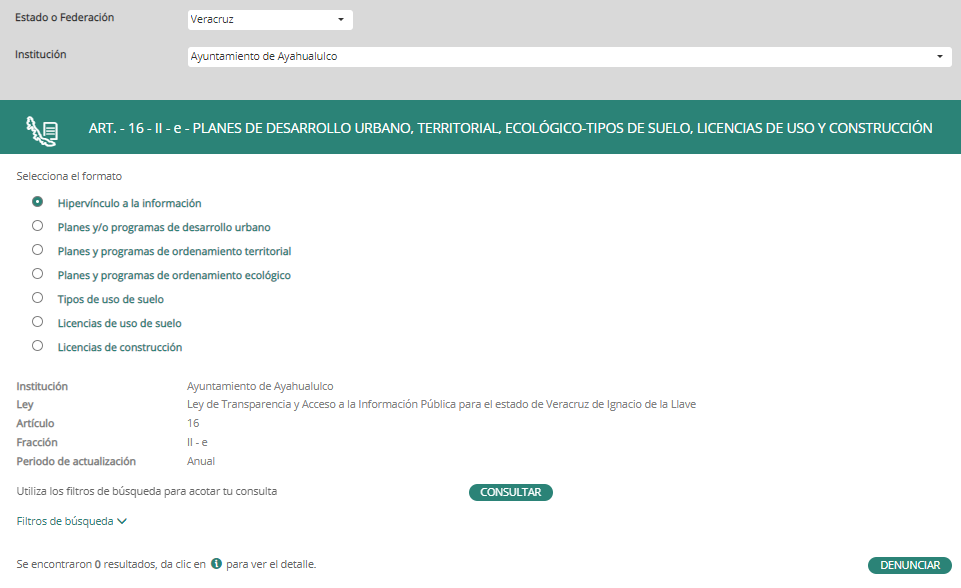 Estado o Federación
Veracruz
Institución
Ayuntamiento de Ayahualulco
ART. - 16 - II - e - PLANES DE DESARROLLO URBANO, TERRITORIAL, ECOLÓGICO-TIPOS DE SUELO, LICENCIAS DE USO Y CONSTRUCCIÓN
Selecciona el formato
Hipervínculo a la información
Planes y/o programas de desarrollo urbano
Planes y programas de ordenamiento territorial
Planes y programas de ordenamiento ecológico
Tipos de uso de suelo
Licencias de uso de suelo
Licencias de construcción
Institución Ayuntamiento de Ayahualulco
Ley Ley de Transparencia y Acceso a la Información Pública para el estado de Veracruz de Ignacio de la Llave
Artículo 16
Fracción II - e
Periodo de actualización Anual
Utiliza los filtros de búsqueda para acotar tu consulta CONSULTAR
Filtros de búsqueda
Se encontraron 0 resultados, da clic en i para ver el detalle. DENUNCIAR